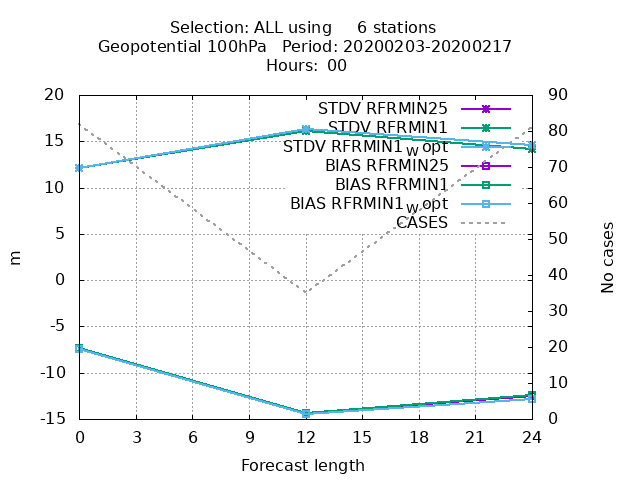 Selection: ALL using 6 stations
Geopotential 100hPa Period: 20200203-20200217
Hours: 00
20
15
10
5
0
-5
-10
-15
m
90
80
70
60
50
40
30
20
10
0
No cases
STDV RFRMIN25
STDV RFRMIN1
STDV RFRMIN1_wopt
BIAS RFRMIN25
BIAS RFRMIN1
BIAS RFRMIN1_wopt
CASES
0 3 6 9 12 15 18 21 24
Forecast length